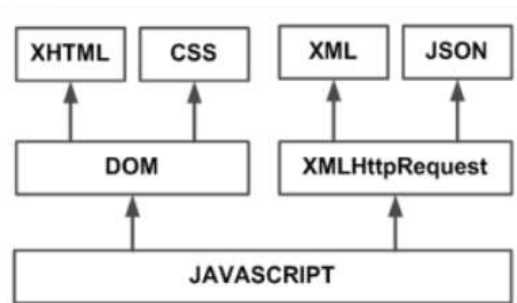 XHTML
CSS
XML
JSON
DOM
XMLHttpRequest
JAVASCRIPT